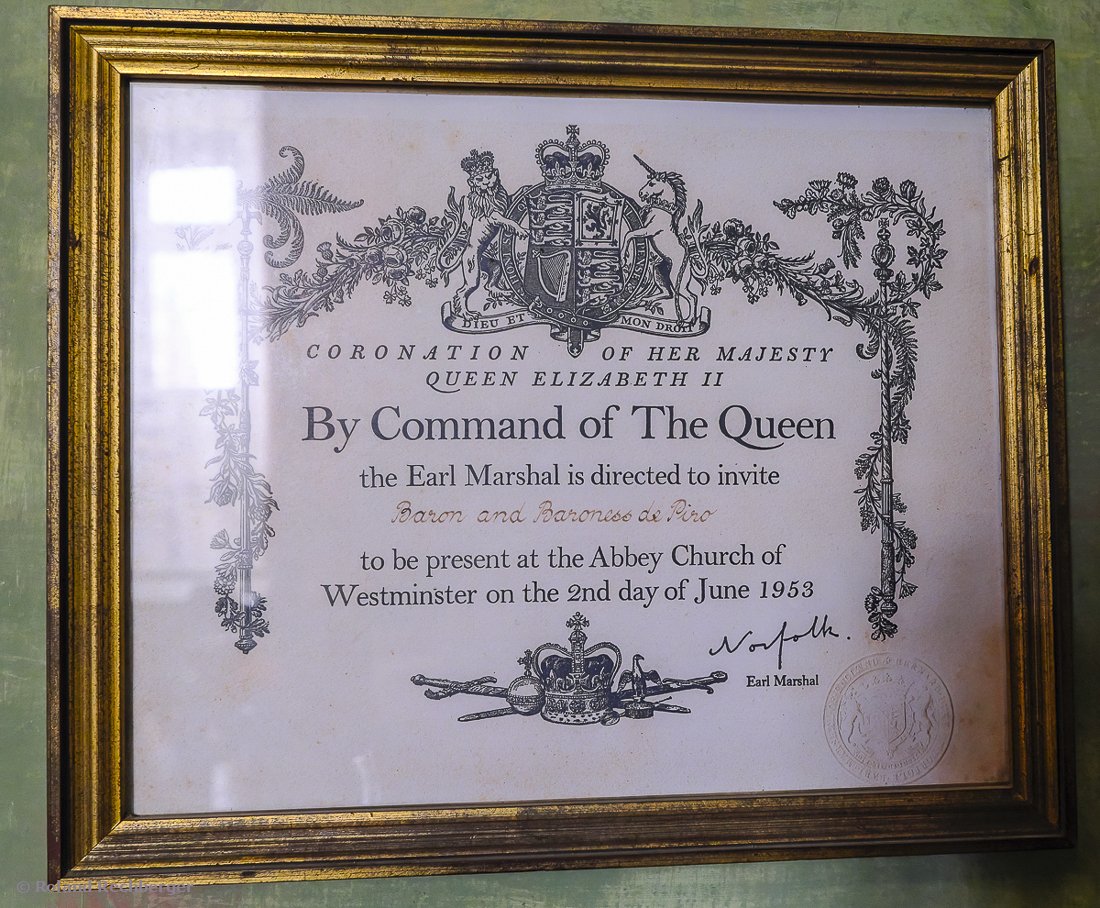 DIEU ET MON DROIT
CORONATION OF HER MAJESTY
QUEEN ELIZABETH II
By Command of The Queen
the Earl Marshal is directed to invite
Baron and Baroness de Piro
to be present at the Abbey Church of
Westminster on the 2nd day of June 1953
Norfolk.
Earl Marshal
© Roland Rechberger